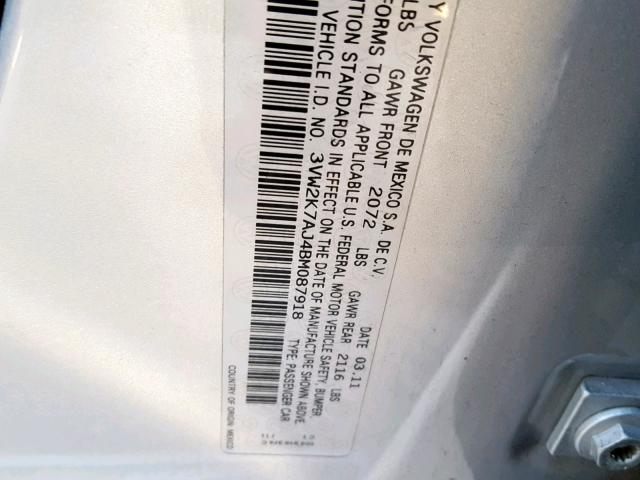 Y VOLKSWAGEN DE MEXICO S.A. DE C.V. DATE 03.11
LBS GAWR FRONT 2072 LBS GAWR REAR 2116 LBS
FORMS TO ALL APPLICABLE U.S. FEDERAL MOTOR VEHICLE SAFETY, BUMPER,
TION STANDARDS IN EFFECT ON THE DATE OF MANUFACTURE SHOWN ABOVE.
VEHICLE I.D. NO. 3VW2K7AJ4BM087918 TYPE: PASSENGER CAR
COUNTRY OF ORIGIN MEXICO